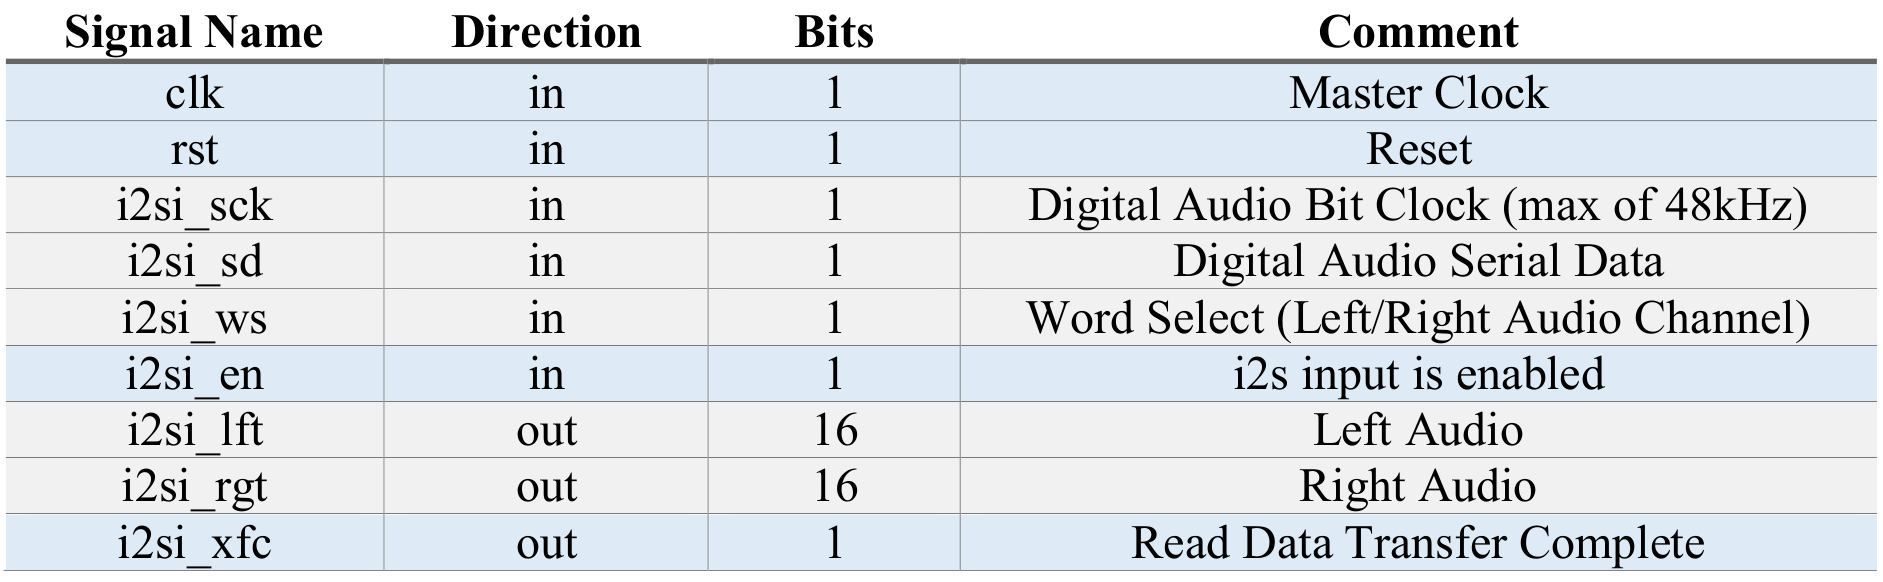 Signal Name Direction Bits Comment
clk in 1 Master Clock
rst in 1 Reset
i2si_sck in 1 Digital Audio Bit Clock (max of 48kHz)
i2si_sd in 1 Digital Audio Serial Data
i2si_ws in 1 Word Select (Left/Right Audio Channel)
i2si_en in 1 i2s input is enabled
i2si_lft out 16 Left Audio
i2si_rgt out 16 Right Audio
i2si_xfc out 1 Read Data Transfer Complete